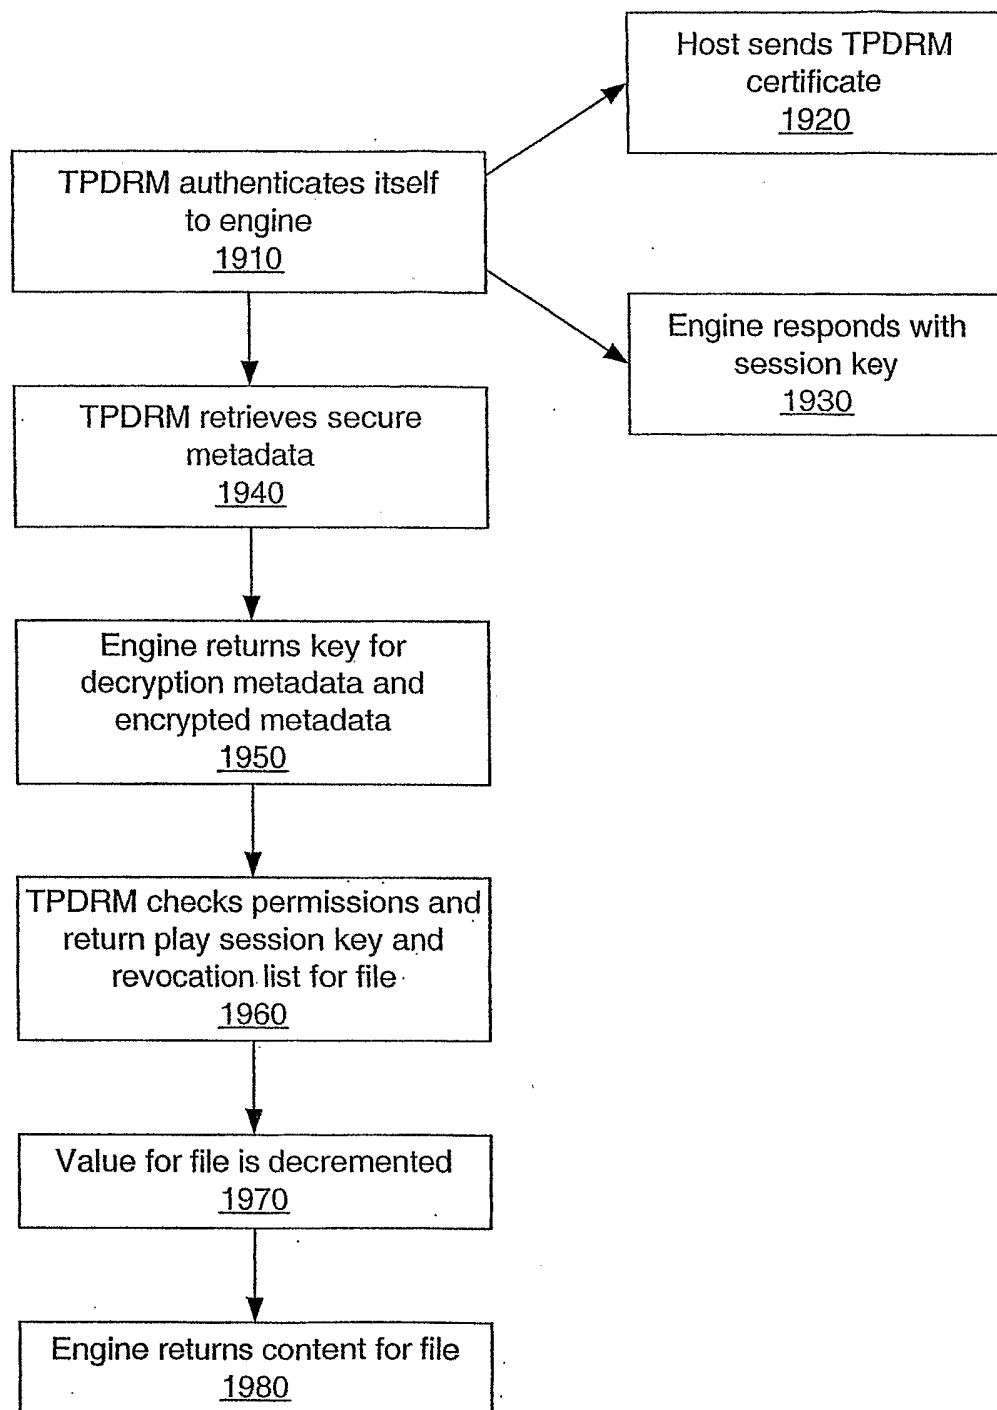 Host sends TPDRM
certificate
1920
TPDRM authenticates itself
to engine
1910
Engine responds with
session key
1930
TPDRM retrieves secure
metadata
1940
Engine returns key for
decryption metadata and
encrypted metadata
1950
TPDRM checks permissions and
return play session key and
revocation list for file
1960
Value for file is decremented
1970
Engine returns content for file
1980